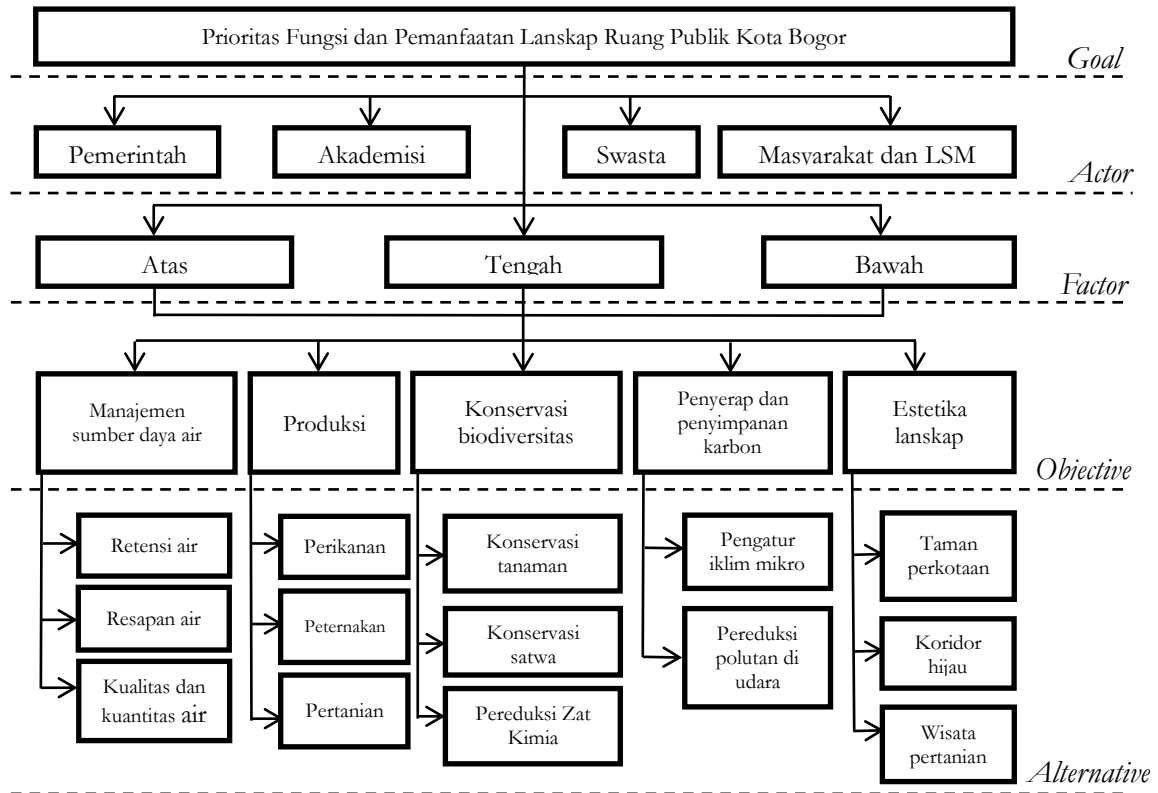 Prioritas Fungsi dan Pemanfaatan Lanskap Ruang Publik Kota Bogor
Goal
Pemerintah
Akademisi
Swasta
Masyarakat dan LSM
Actor
Atas
Tengah
Bawah
Factor
Manajemen
sumber daya air
Produksi
Konservasi
biodiversitas
Penyerap dan
penyimpanan
karbon
Estetika
lanskap
Objective
Retensi air
Resapan air
Kualitas dan
kuantitas air
Perikanan
Peternakan
Pertanian
Konservasi
tanaman
Konservasi
satwa
Pereduksi Zat
Kimia
Pengatur
iklim mikro
Pereduksi
polutan di
udara
Taman
perkotaan
Koridor
hijau
Wisata
pertanian
Alternative